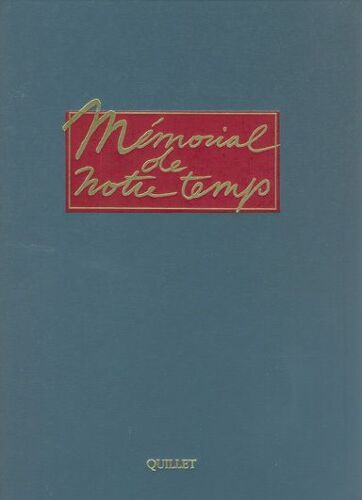 Mémorial
de
notre temps
QUILLET